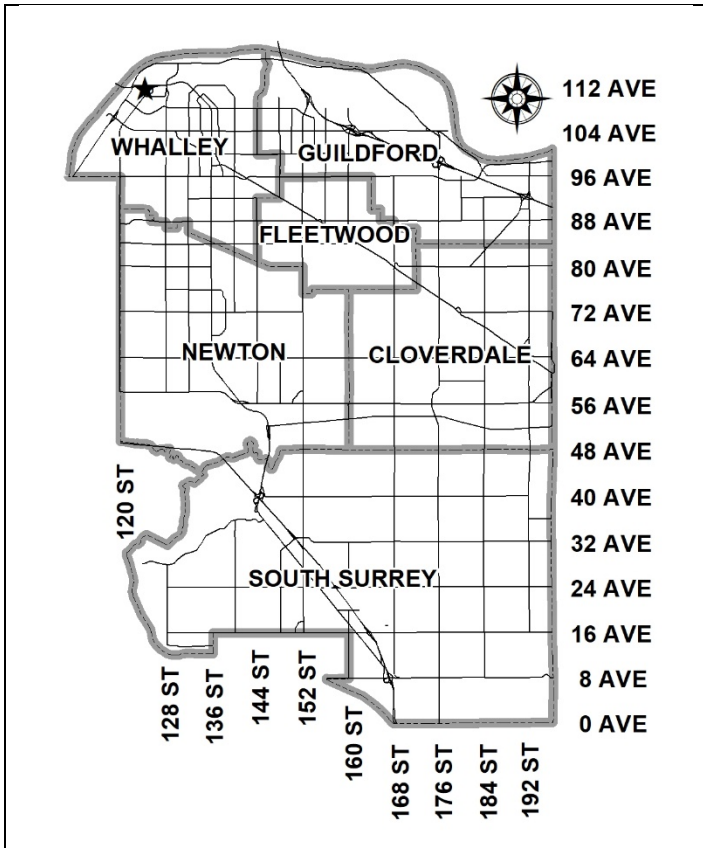 112 AVE
104 AVE
WHALLEY
GUILDFORD
96 AVE
88 AVE
FLEETWOOD
80 AVE
72 AVE
NEWTON
CLOVERDALE
64 AVE
56 AVE
48 AVE
120 ST
40 AVE
32 AVE
SOUTH SURREY
24 AVE
16 AVE
8 AVE
0 AVE
128 ST
136 ST
144 ST
152 ST
160 ST
168 ST
176 ST
184 ST
192 ST